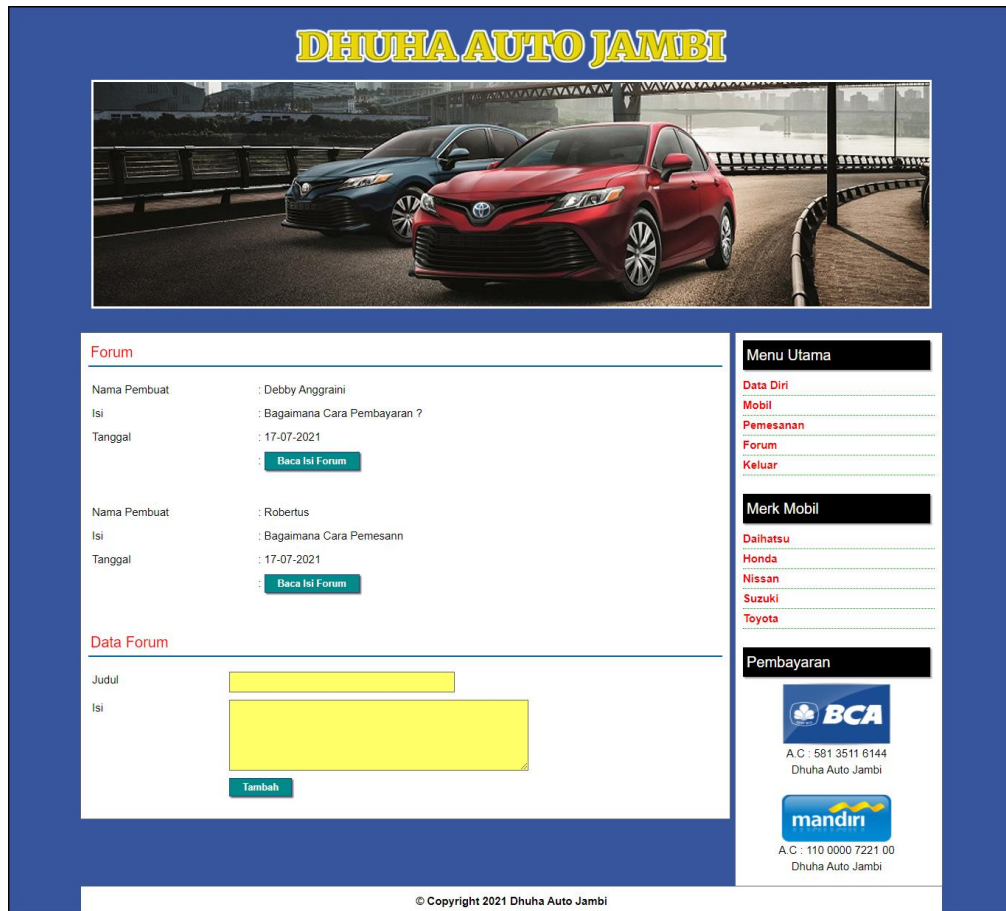 DHUHA AUTO JAMBI
Forum
Nama Pembuat : Debby Anggraini
Isi : Bagaimana Cara Pembayaran ?
Tanggal : 17-07-2021
: Baca Isi Forum
Nama Pembuat : Robertus
Isi : Bagaimana Cara Pemesann
Tanggal : 17-07-2021
: Baca Isi Forum
Data Forum
Judul
Isi
Tambah
Menu Utama
Data Diri
Mobil
Pemesanan
Forum
Keluar
Merk Mobil
Daihatsu
Honda
Nissan
Suzuki
Toyota
Pembayaran
BCA
A.C : 581 3511 6144
Dhuha Auto Jambi
mandiri
A.C : 110 0000 7221 00
Dhuha Auto Jambi
© Copyright 2021 Dhuha Auto Jambi